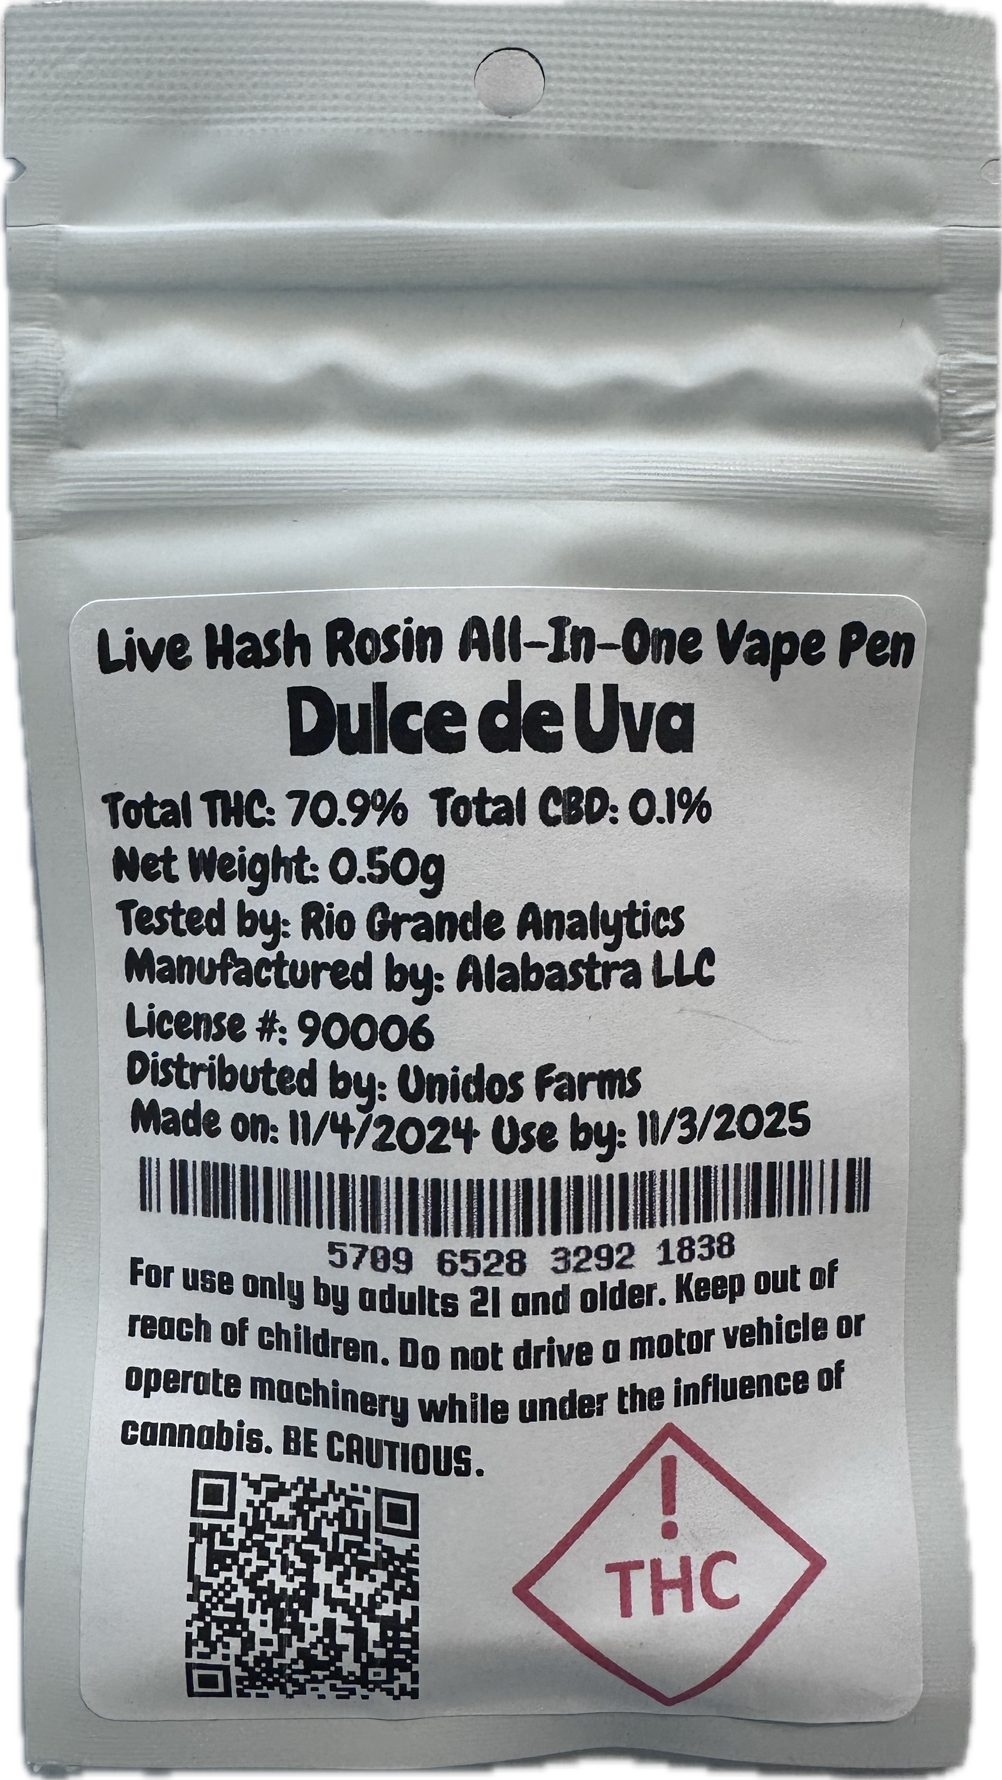 Live Hash Rosin All-In-One Vape Pen
Dulce de Uva
Total THC: 70.9% Total CBD: 0.1%
Net Weight: 0.50g
Tested by: Rio Grande Analytics
Manufactured by: Alabastra LLC
License #: 90006
Distributed by: Unidos Farms
Made on: 11/4/2024 Use by: 11/3/2025
5709 6528 3292 1838
For use only by adults 21 and older. Keep out of
reach of children. Do not drive a motor vehicle or
operate machinery while under the influence of
cannabis. BE CAUTIOUS.
!
THC